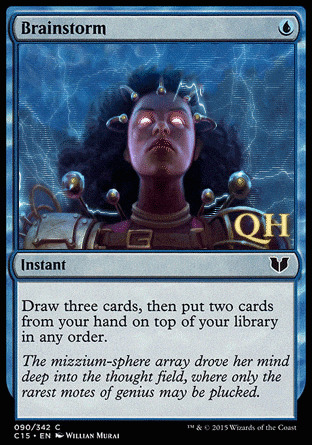 Brainstorm
QH
Instant
Draw three cards, then put two cards
from your hand on top of your library
in any order.
The mizzium-sphere array drove her mind
deep into the thought field, where only the
rarest motes of genius may be plucked.
090/342 C
C15 • EN Willian Murai
™ & © 2015 Wizards of the Coast